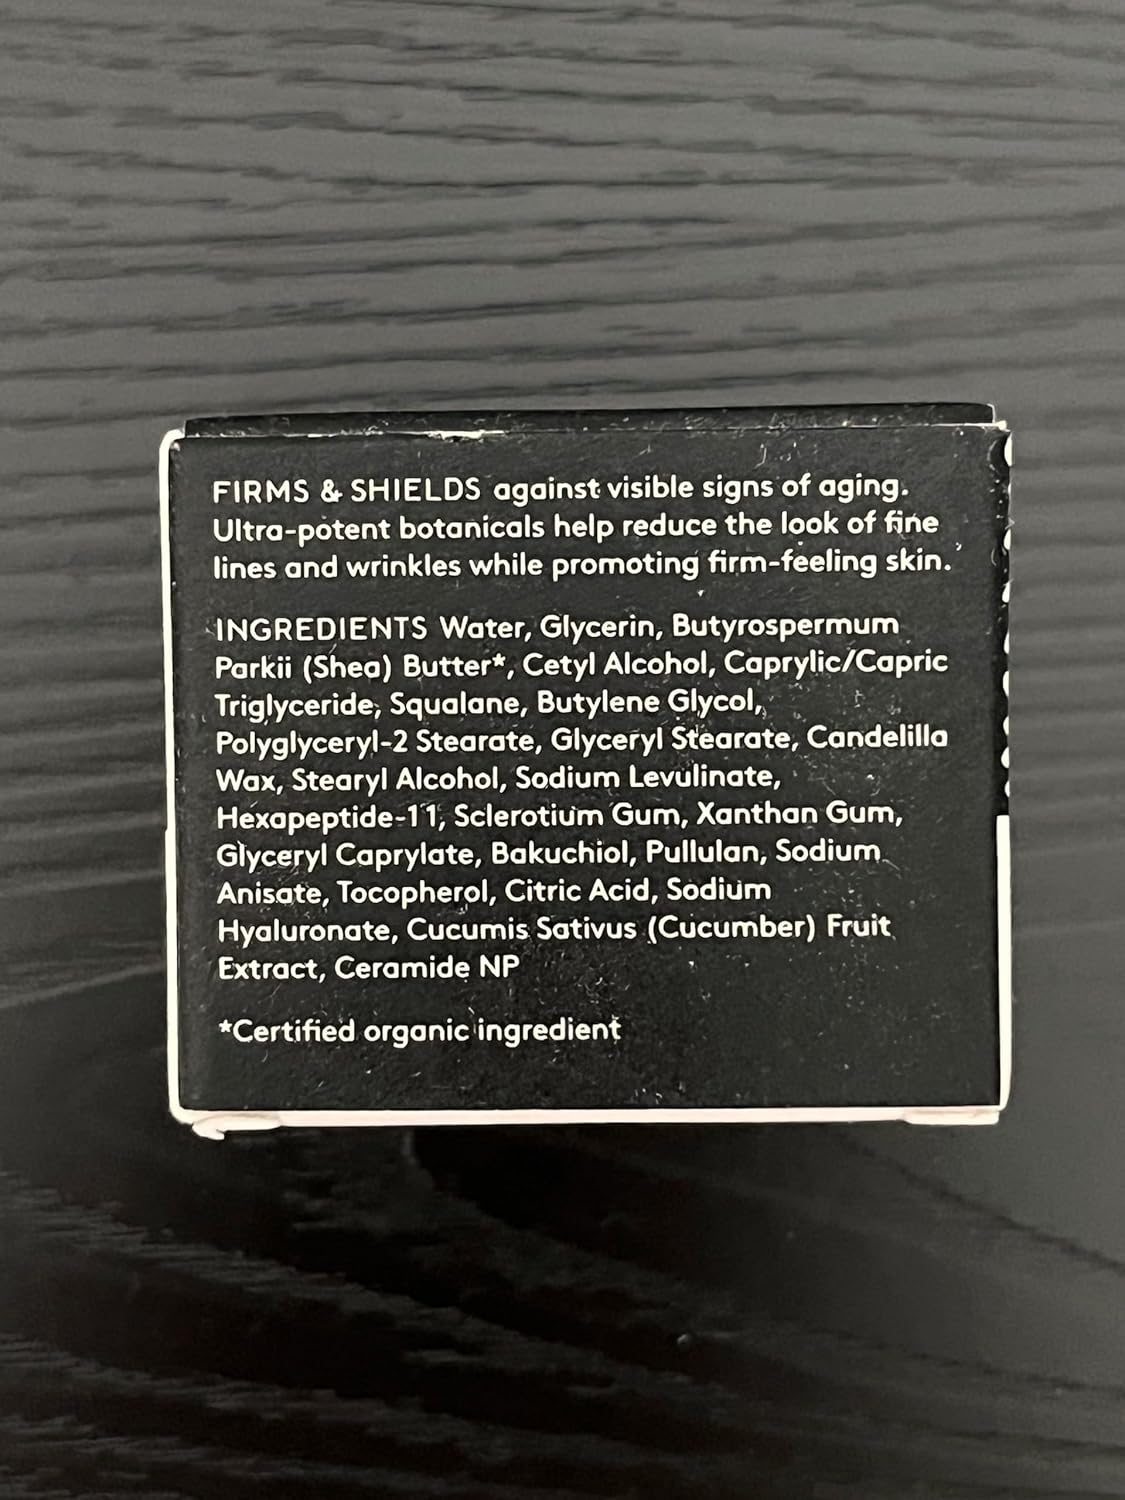 FIRMS & SHIELDS against visible signs of aging.
Ultra-potent botanicals help reduce the look of fine
lines and wrinkles while promoting firm-feeling skin.
INGREDIENTS Water, Glycerin, Butyrospermum
Parkii (Shea) Butter*, Cetyl Alcohol, Caprylic/Capric
Triglyceride, Squalane, Butylene Glycol,
Polyglyceryl-2 Stearate, Glyceryl Stearate, Candelilla
Wax, Stearyl Alcohol, Sodium Levulinate,
Hexapeptide-11, Sclerotium Gum, Xanthan Gum,
Glyceryl Caprylate, Bakuchiol, Pullulan, Sodium
Anisate, Tocopherol, Citric Acid, Sodium
Hyaluronate, Cucumis Sativus (Cucumber) Fruit
Extract, Ceramide NP
*Certified organic ingredient